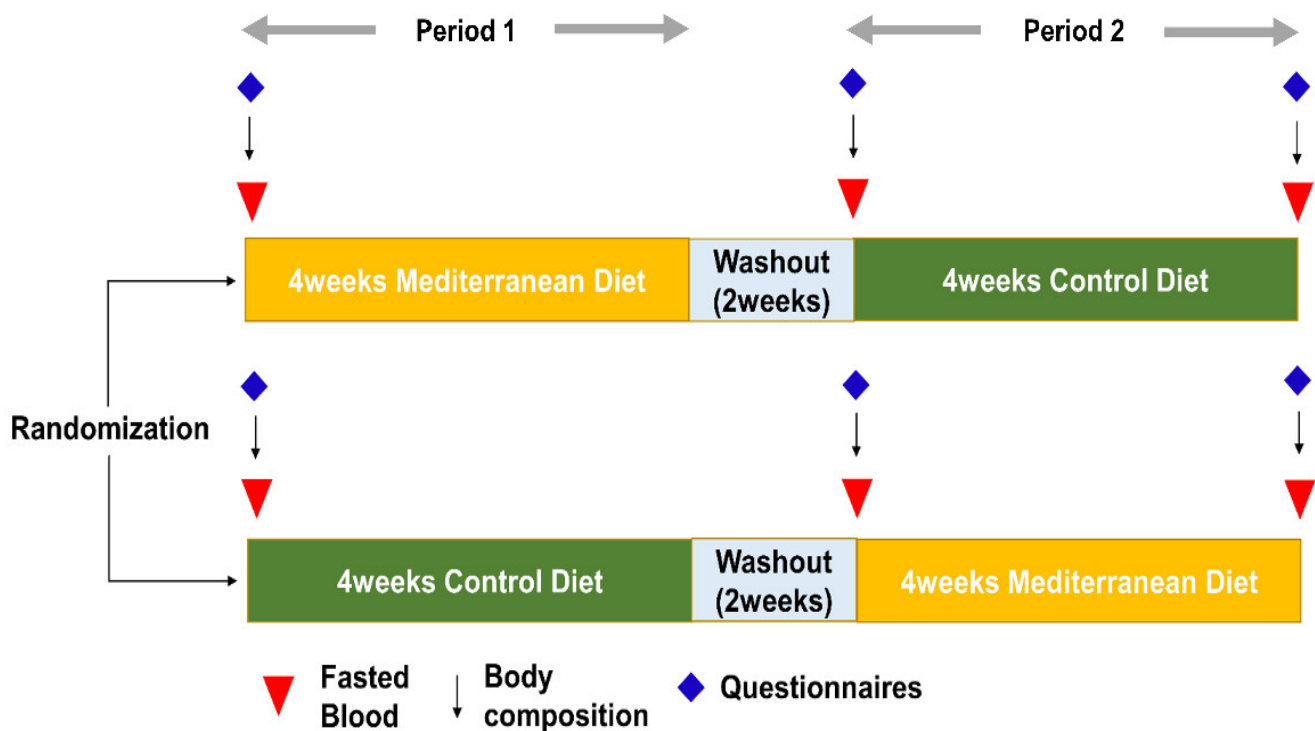 Period 1
Period 2
4weeks Mediterranean Diet
Washout
(2weeks)
4weeks Control Diet
Randomization
4weeks Control Diet
Washout
(2weeks)
4weeks Mediterranean Diet
Fasted
Blood
Body
composition
Questionnaires